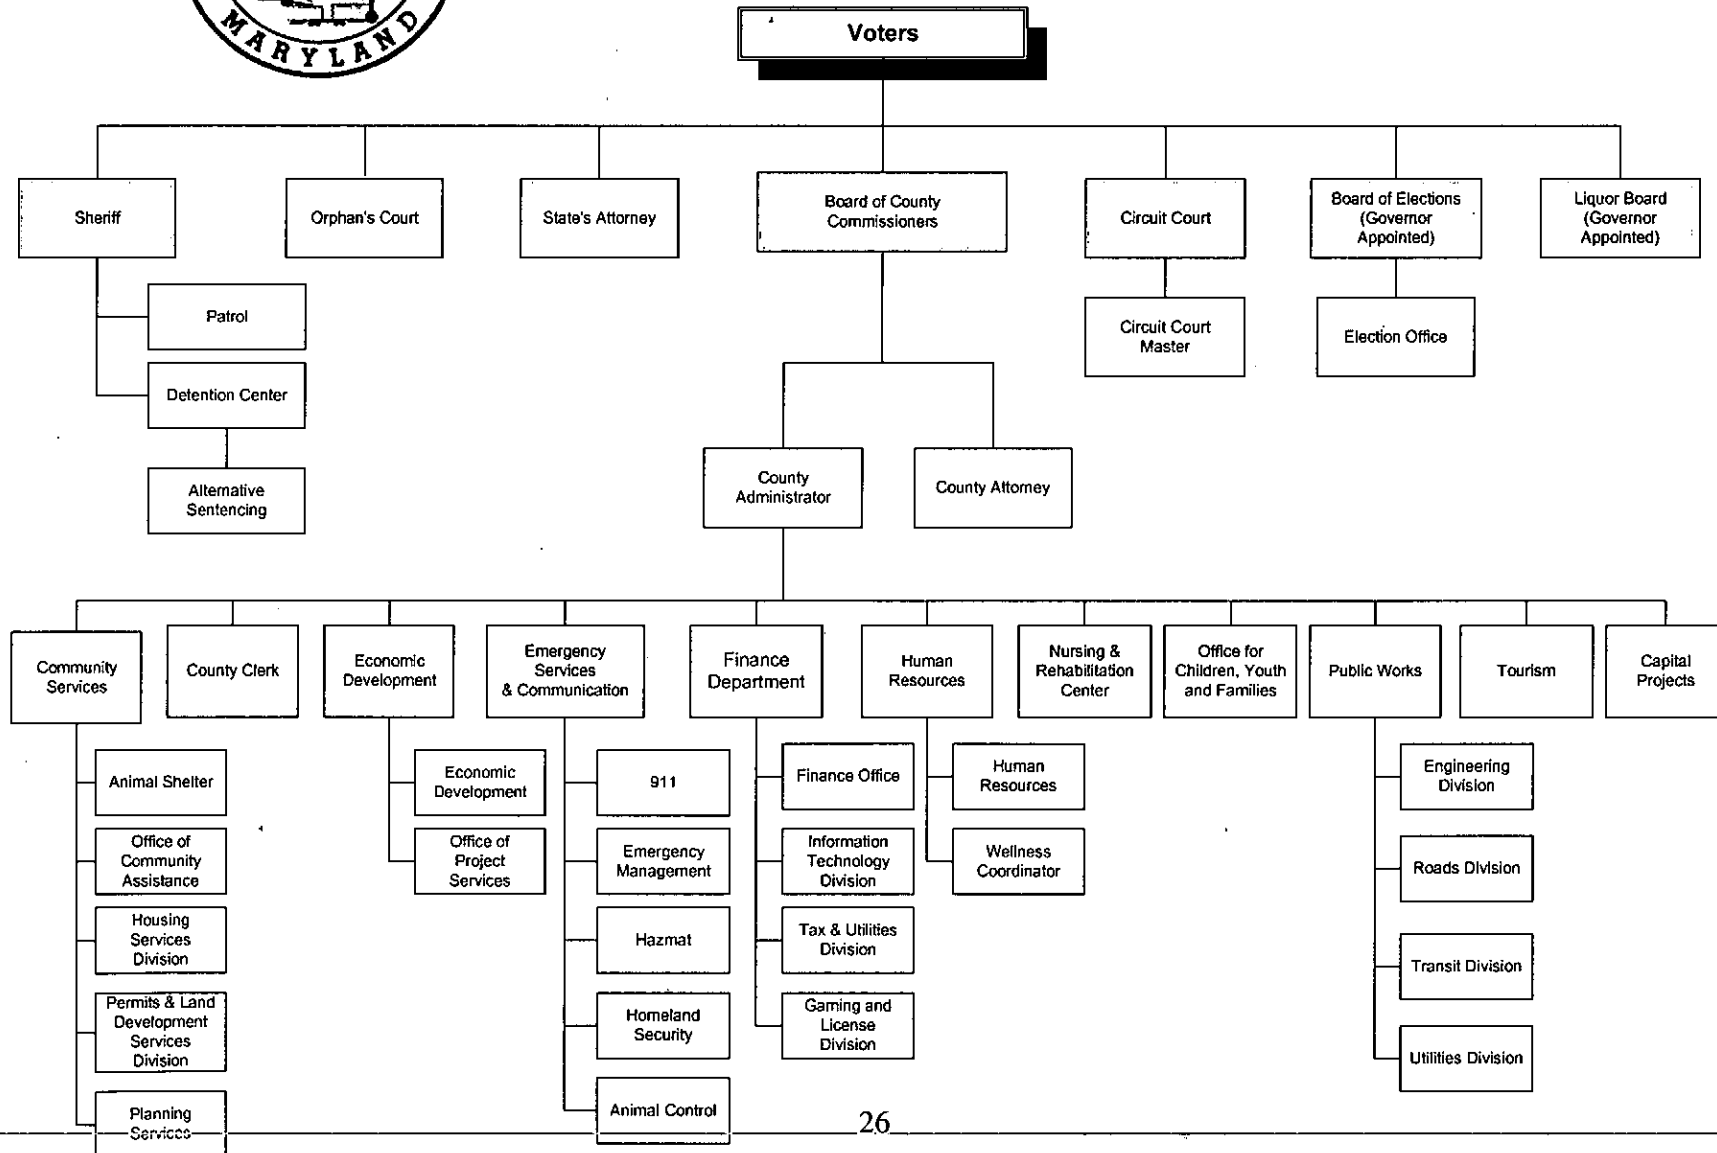 MARYLAND
Voters
Sheriff
Orphan's Court
State's Attorney
Board of County
Commissioners
Circuit Court
Board of Elections
(Governor
Appointed)
Liquor Board
(Governor
Appointed)
Patrol
Detention Center
Alternative
Sentencing
Circuit Court
Master
Election Office
County
Administrator
County Attorney
Community
Services
County Clerk
Economic
Development
Emergency
Services
& Communication
Finance
Department
Human
Resources
Nursing &
Rehabilitation
Center
Office for
Children, Youth
and Families
Public Works
Tourism
Capital
Projects
Animal Shelter
Office of
Community
Assistance
Housing
Services
Division
Permits & Land
Development
Services
Division
Planning
Services
Economic
Development
Office of
Project
Services
911
Emergency
Management
Hazmat
Homeland
Security
Animal Control
Finance Office
Information
Technology
Division
Tax & Utilities
Division
Gaming and
License
Division
Human
Resources
Wellness
Coordinator
Engineering
Division
Roads Division
Transit Division
Utilities Division
26